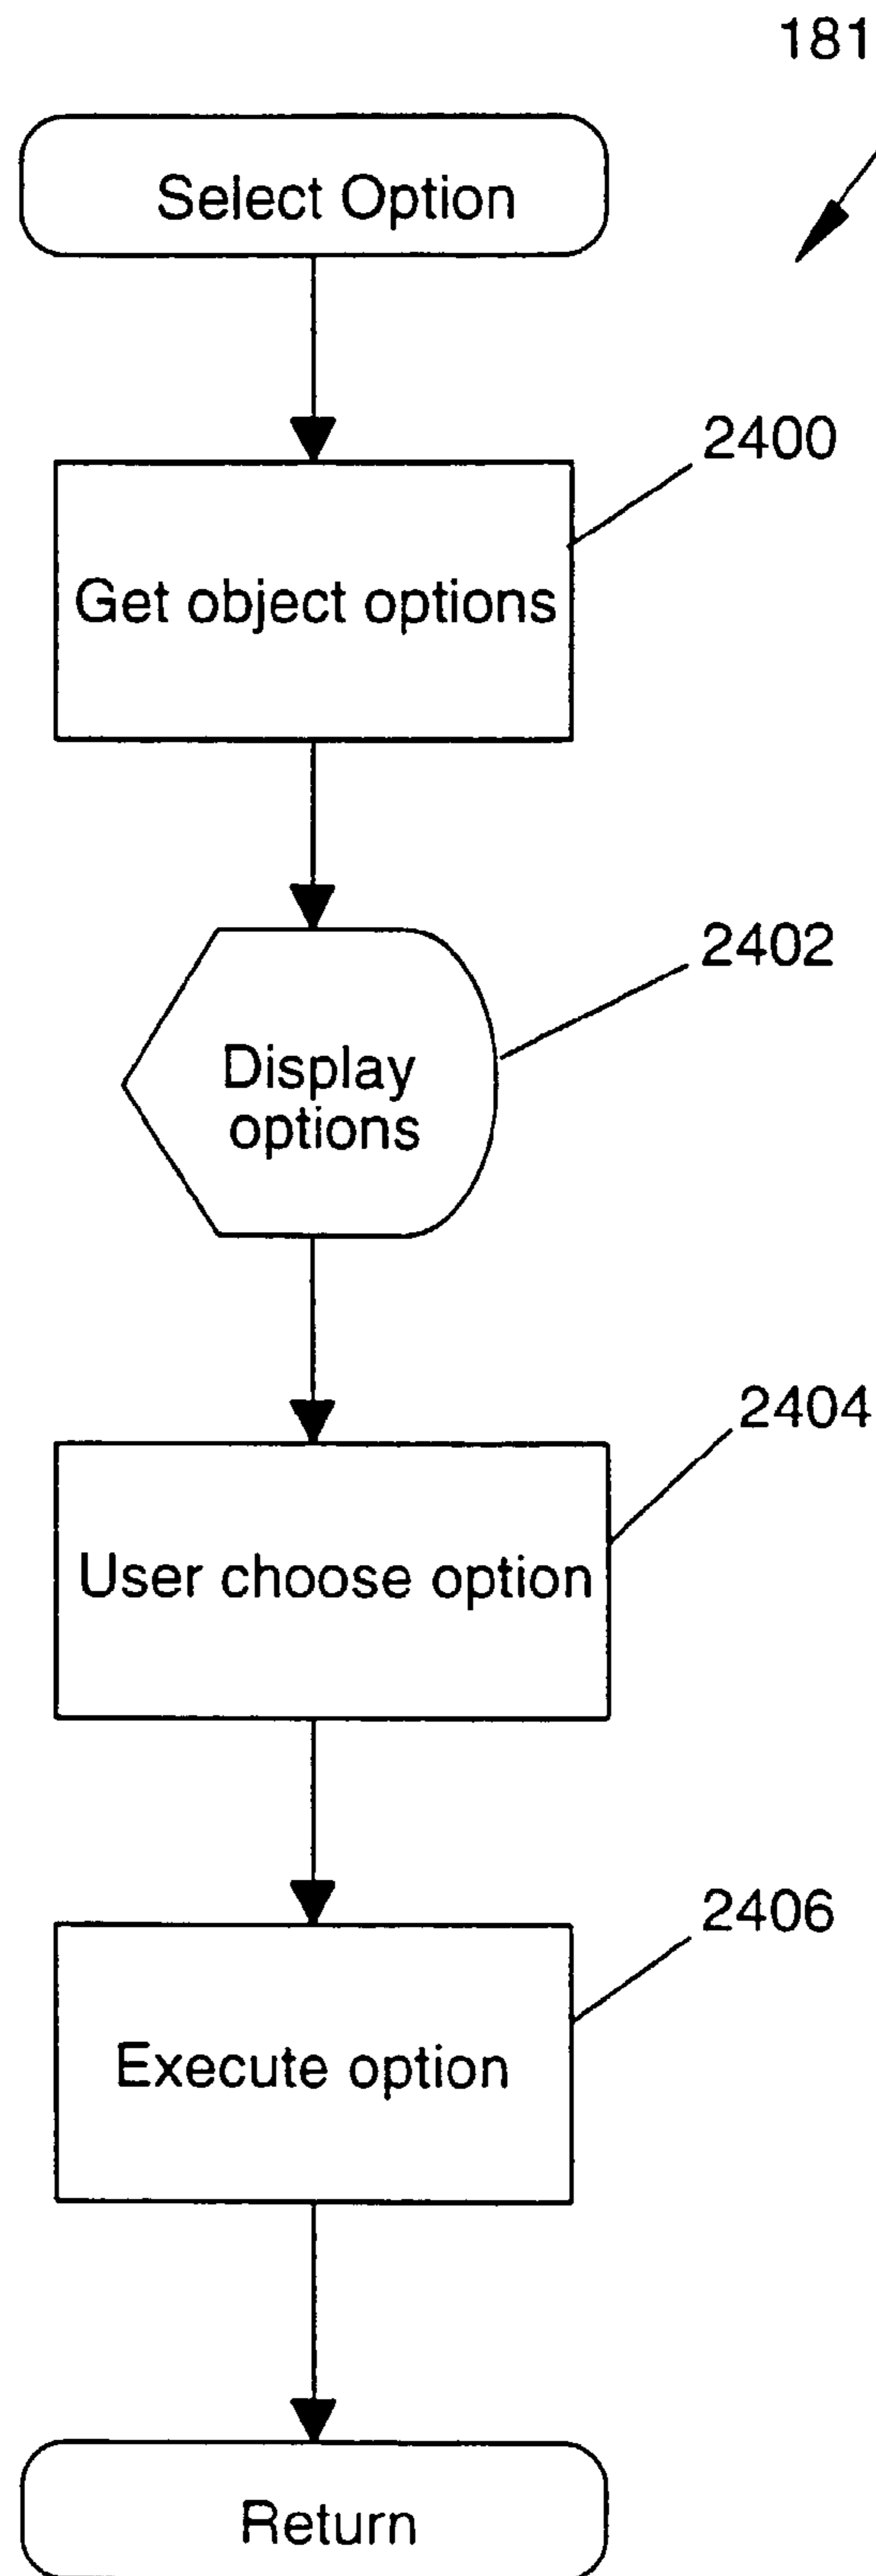 181
Select Option
2400
Get object options
2402
Display
options
2404
User choose option
2406
Execute option
Return